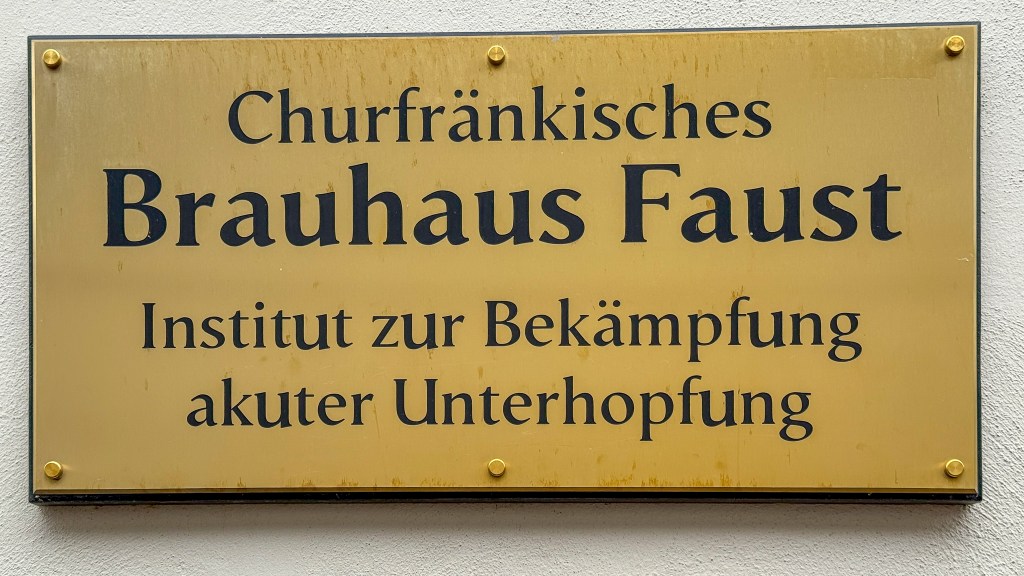 Churfränkisches
Brauhaus Faust
Institut zur Bekämpfung
akuter Unterhopfung